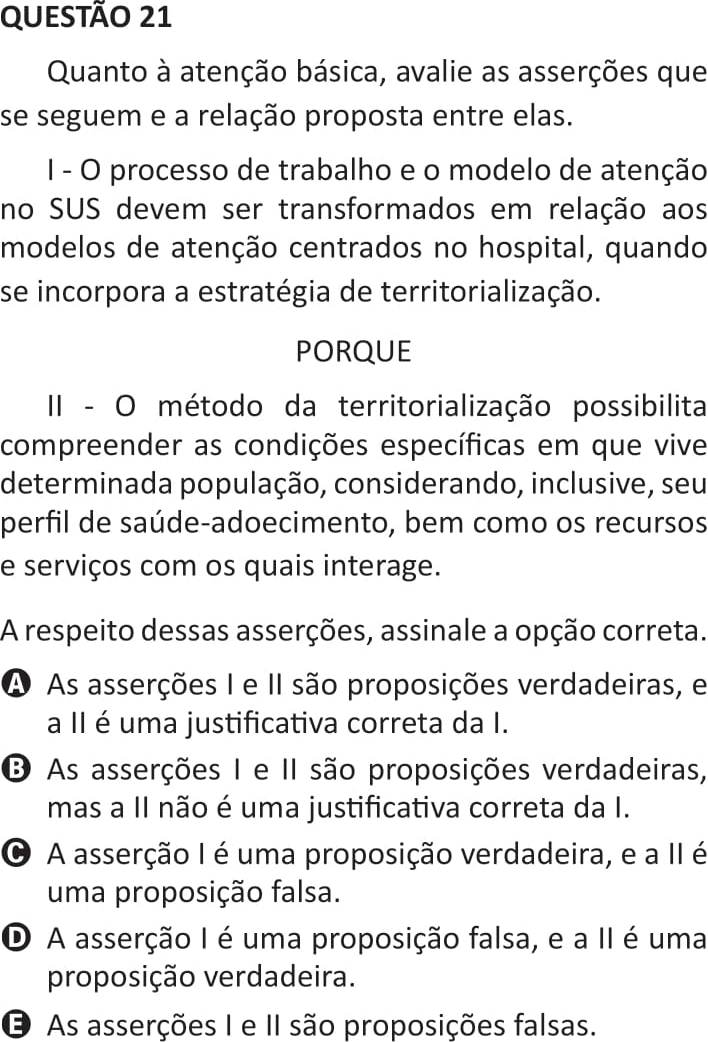 QUESTÃO 21
Quanto à atenção básica, avalie as asserções que
se seguem e a relação proposta entre elas.
I - O processo de trabalho e o modelo de atenção
no SUS devem ser transformados em relação aos
modelos de atenção centrados no hospital, quando
se incorpora a estratégia de territorialização.
PORQUE
II - O método da territorialização possibilita
compreender as condições específicas em que vive
determinada população, considerando, inclusive, seu
perfil de saúde-adoecimento, bem como os recursos
e serviços com os quais interage.
A respeito dessas asserções, assinale a opção correta.
A As asserções I e II são proposições verdadeiras, e
a II é uma justificativa correta da I.
B As asserções I e II são proposições verdadeiras,
mas a II não é uma justificativa correta da I.
C A asserção I é uma proposição verdadeira, e a II é
uma proposição falsa.
D A asserção I é uma proposição falsa, e a II é uma
proposição verdadeira.
E As asserções I e II são proposições falsas.